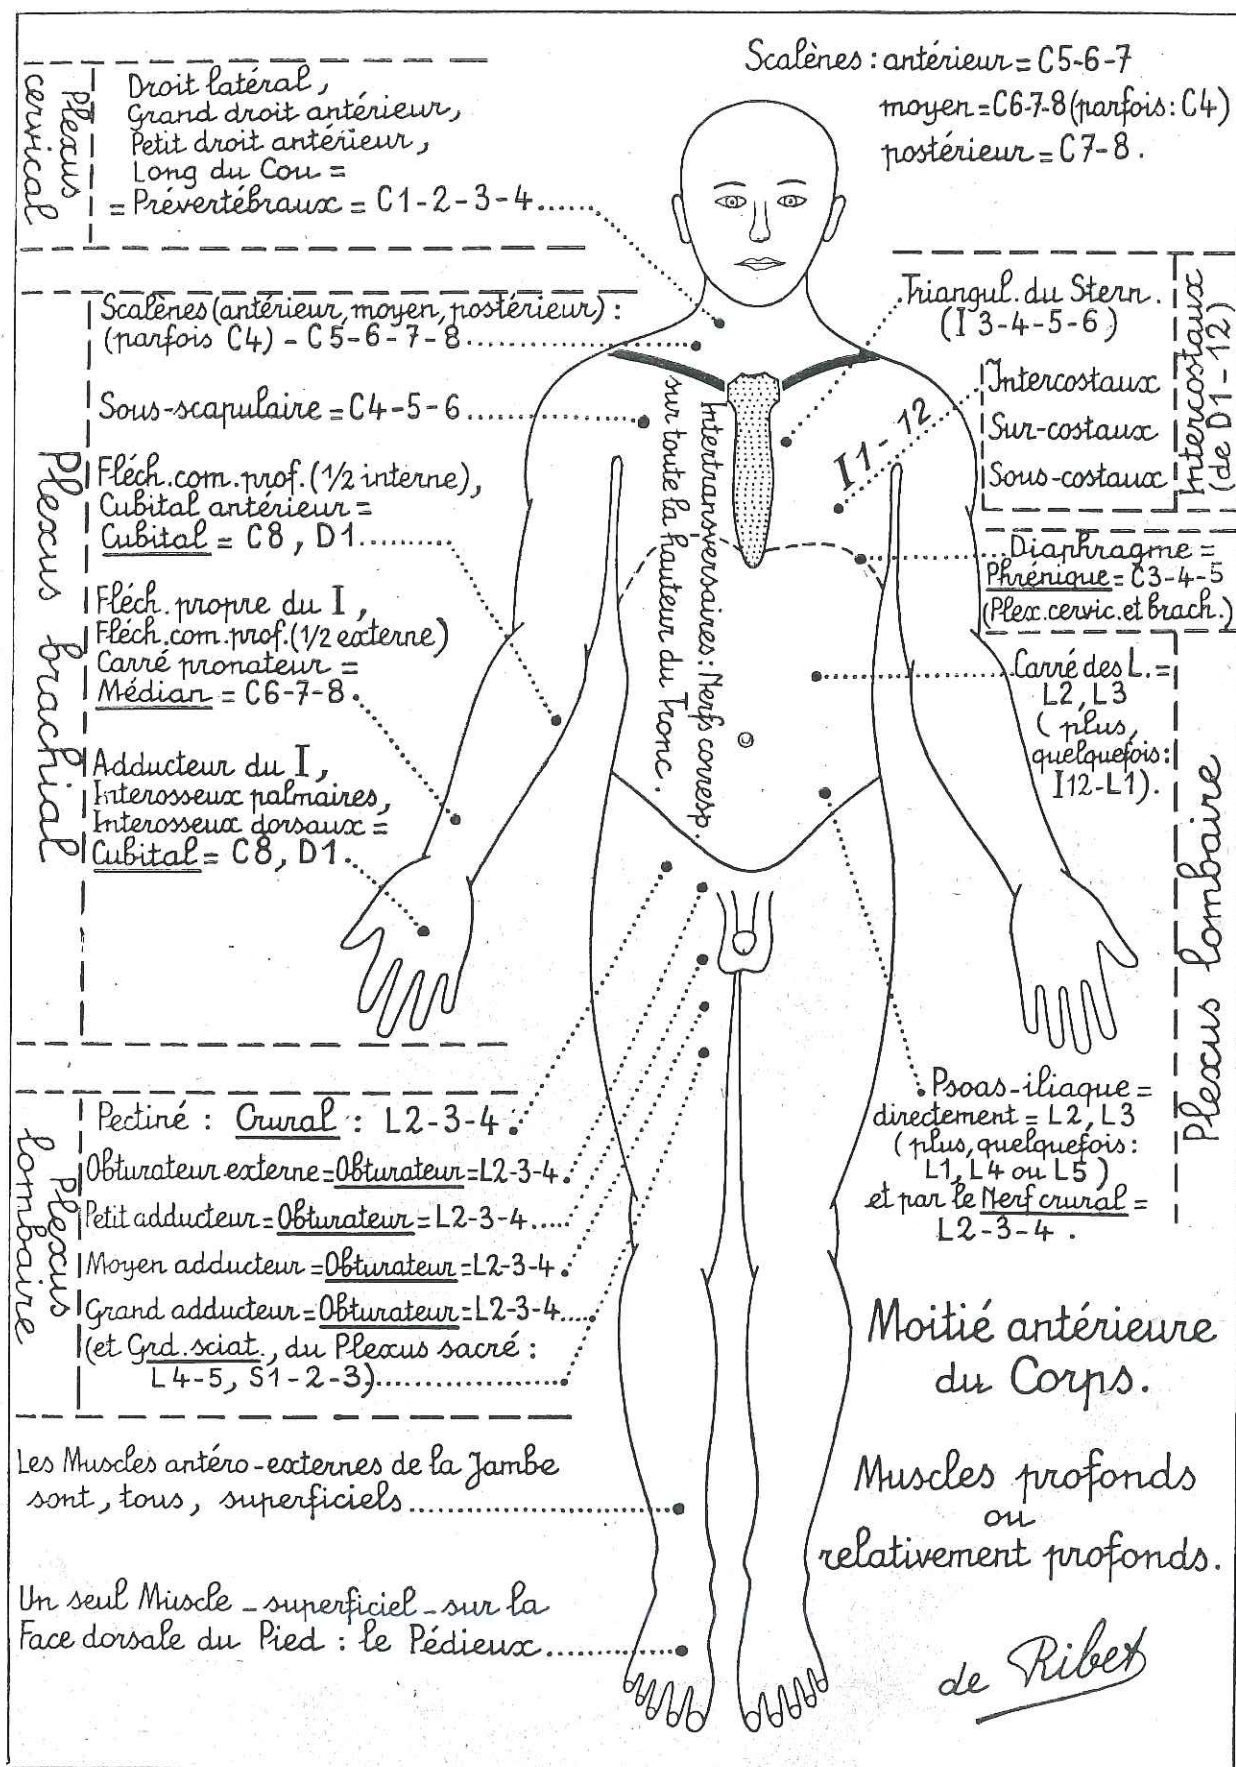 Scalènes : antérieur = C5-6-7
moyen = C6-7-8 (parfois : C4)
postérieur = C7-8 .
Plexus
cervical
Droit latéral ,
Grand droit antérieur ,
Petit droit antérieur ,
Long du Cou =
= Prévertébraux = C1-2-3-4
Plexus brachial
Scalènes (antérieur, moyen, postérieur) :
(parfois C4) - C5-6-7-8
Sous-scapulaire = C4-5-6
Fléch. com. prof. (1/2 interne),
Cubital antérieur =
Cubital = C8 , D1
Fléch. propre du I ,
Fléch. com. prof. (1/2 externe)
Carré pronateur =
Médian = C6-7-8 .
Adducteur du I ,
Interosseux palmaires,
Interosseux dorsaux =
Cubital = C8 , D1 .
Intertransversaires : Nerfs corresp.
sur toute la hauteur du Tronc .
I 1 - 12
Triangul. du Stern .
(I 3-4-5-6)
Intercostaux
Sur-costaux
Sous-costaux
Intercostaux
(de D1-12)
Diaphragme =
Phrénique = C3-4-5
(Plex. cervic. et brach.)
Plexus lombaire
Carré des L. =
L2, L3
( plus,
quelquefois :
I12-L1) .
Psoas-iliaque =
directement = L2, L3
( plus, quelquefois :
L1, L4 ou L5 )
et par le Nerf crural =
L2-3-4 .
Plexus
lombaire
Pectiné : Crural : L2-3-4
Obturateur externe = Obturateur = L2-3-4
Petit adducteur = Obturateur = L2-3-4
Moyen adducteur = Obturateur = L2-3-4
Grand adducteur = Obturateur = L2-3-4
(et Grd. sciat. , du Plexus sacré :
L4-5, S1-2-3)
Les Muscles antéro-externes de la Jambe
sont , tous , superficiels
Un seul Muscle - superficiel - sur la
Face dorsale du Pied : le Pédieux
Moitié antérieure
du Corps.
Muscles profonds
ou
relativement profonds.
de Ribet